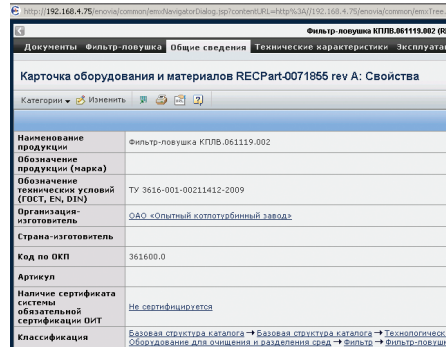 http://192.168.4.75/enovia/common/emxNavigatorDialog.jsp?contentURL=http%3A//192.168.4.75/enovia/common/emxTree.
Фильтр-ловушка КПЛВ.061119.002 (R
Документы Фильтр-ловушка Общие сведения Технические характеристики Эксплуата
Карточка оборудования и материалов RECPart-0071855 rev A: Свойства
Категории Изменить
Наименование продукции Фильтр-ловушка КПЛВ.061119.002
Обозначение продукции (марка)
Обозначение технических условий (ГОСТ, EN, DIN) ТУ 3616-001-00211412-2009
Организация-изготовитель ОАО «Опытный котлотурбинный завод»
Страна-изготовитель
Код по ОКП 361600.0
Артикул
Наличие сертификата системы обязательной сертификации ОИТ Не сертифицируется
Классификация Базовая структура каталога → Базовая структура каталога → Технологическ
Оборудование для очищения и разделения сред → Фильтр → Фильтр-ловушк